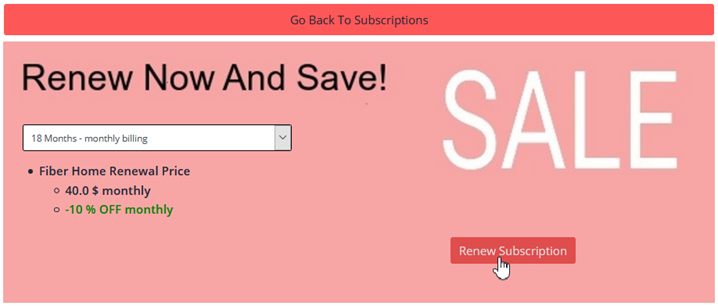 Go Back To Subscriptions
Renew Now And Save!
SALE
18 Months - monthly billing
Fiber Home Renewal Price
40.0 $ monthly
-10 % OFF monthly
Renew Subscription